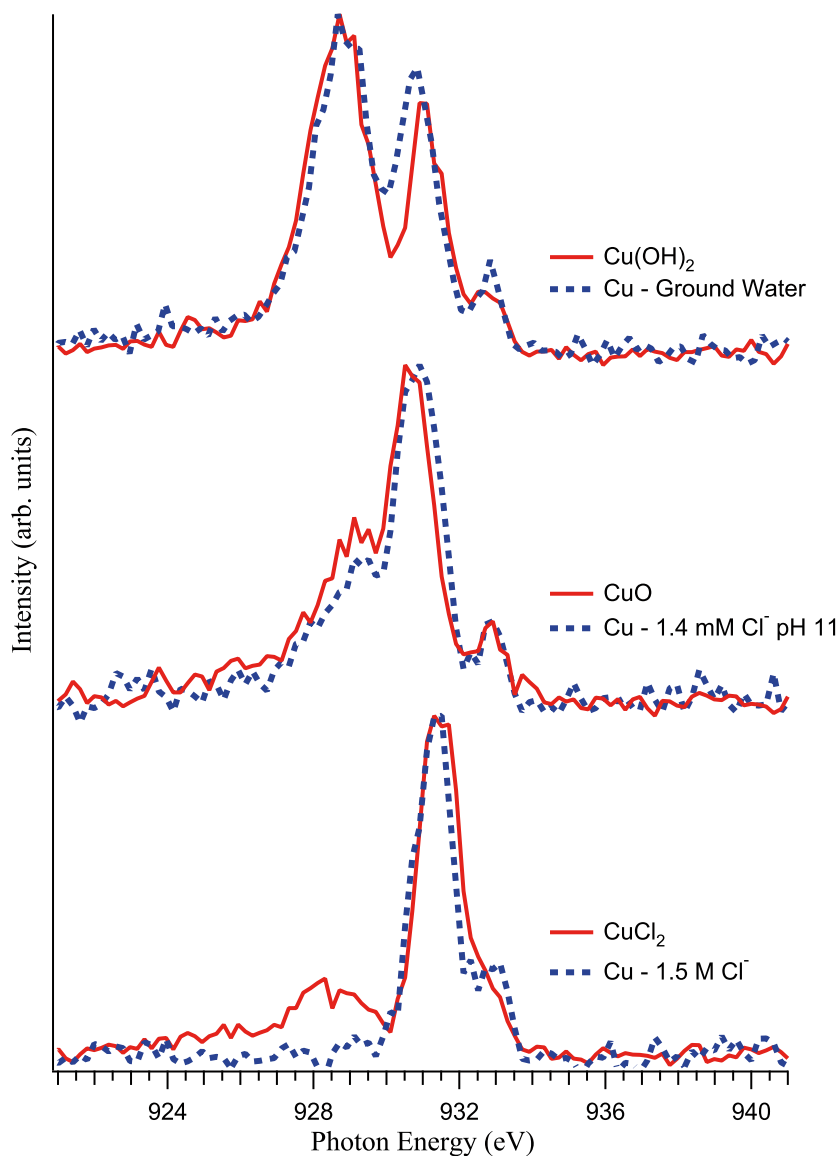 Cu(OH)₂
Cu - Ground Water
Intensity (arb. units)
CuO
Cu - 1.4 mM Cl⁻ pH 11
CuCl₂
Cu - 1.5 M Cl⁻
924 928 932 936 940
Photon Energy (eV)